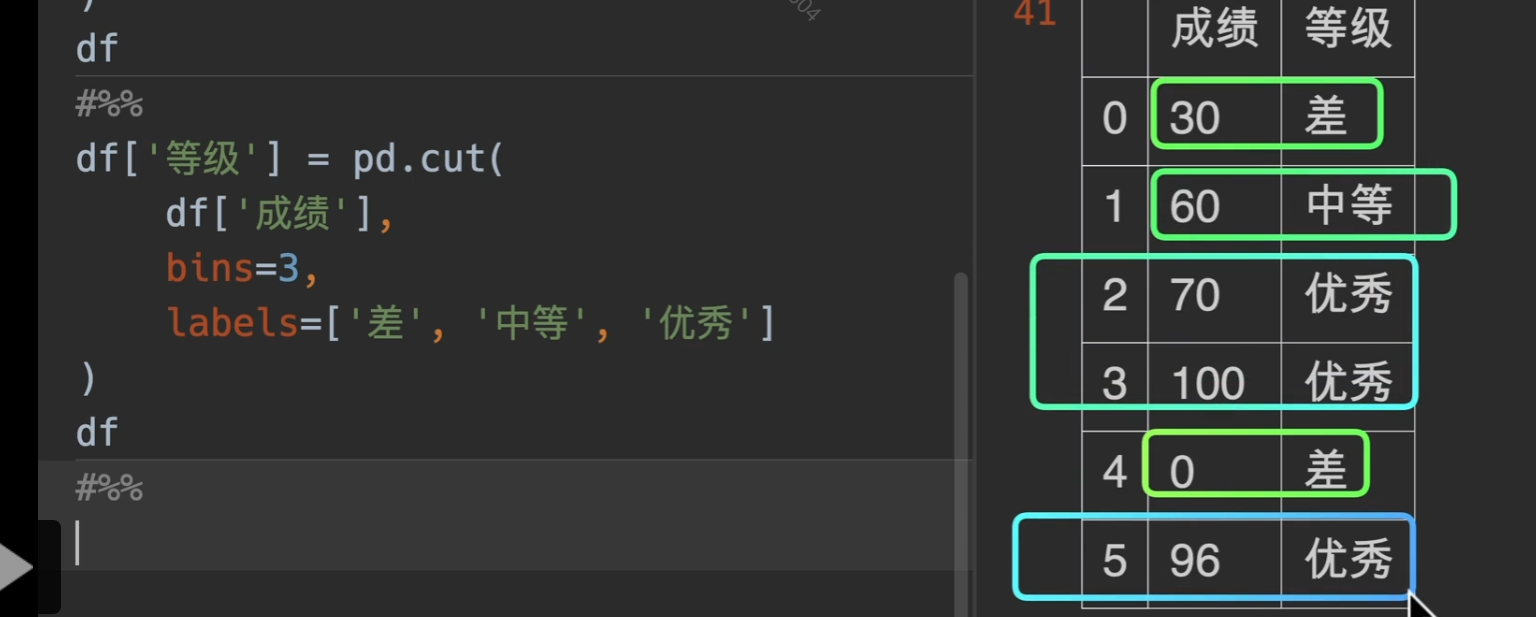 )
df
#%%
df['等级'] = pd.cut(
    df['成绩'],
    bins=3,
    labels=['差', '中等', '优秀']
)
df
#%%
41
成绩 等级
0 30 差
1 60 中等
2 70 优秀
3 100 优秀
4 0 差
5 96 优秀